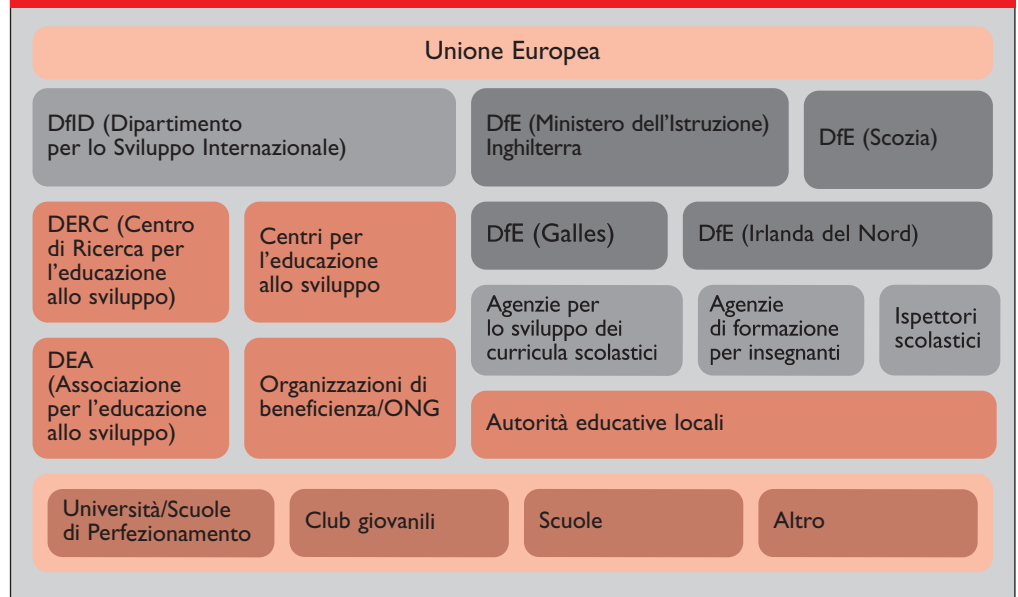 Unione Europea
DfID (Dipartimento
per lo Sviluppo Internazionale)
DfE (Ministero dell'Istruzione)
Inghilterra
DfE (Scozia)
DERC (Centro
di Ricerca per
l'educazione
allo sviluppo)
Centri per
l'educazione
allo sviluppo
DfE (Galles)
DfE (Irlanda del Nord)
Agenzie per
lo sviluppo dei
curricula scolastici
Agenzie
di formazione
per insegnanti
Ispettori
scolastici
DEA
(Associazione
per l'educazione
allo sviluppo)
Organizzazioni di
beneficienza/ONG
Autorità educative locali
Università/Scuole
di Perfezionamento
Club giovanili
Scuole
Altro